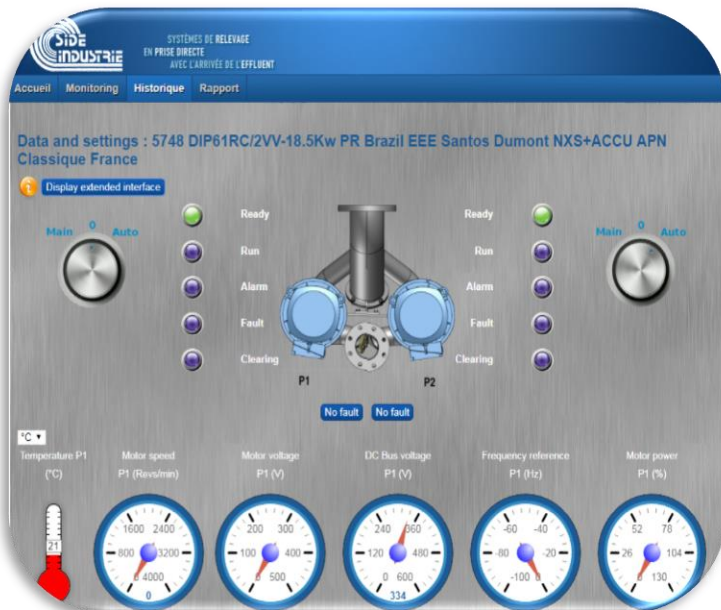 SIDE
INDUSTRIE
SYSTÈMES DE RELEVAGE
EN PRISE DIRECTE
AVEC L'ARRIVÉE DE L'EFFLUENT
Accueil Monitoring Historique Rapport
Data and settings : 5748 DIP61RC/2VV-18.5Kw PR Brazil EEE Santos Dumont NXS+ACCU APN
Classique France
i Display extended interface
Main 0 Auto
Ready
Run
Alarm
Fault
Clearing
P1 P2
Ready
Run
Alarm
Fault
Clearing
Main 0 Auto
No fault No fault
°C
Temperature P1
(°C)
21
Motor speed
P1 (Revs/min)
1600 2400
800 3200
0 4000
0
Motor voltage
P1 (V)
200 300
100 400
0 500
DC Bus voltage
P1 (V)
240 360
120 480
0 600
334
Frequency reference
P1 (Hz)
-60 -40
-80 -20
-100 0
Motor power
P1 (%)
52 78
26 104
0 130